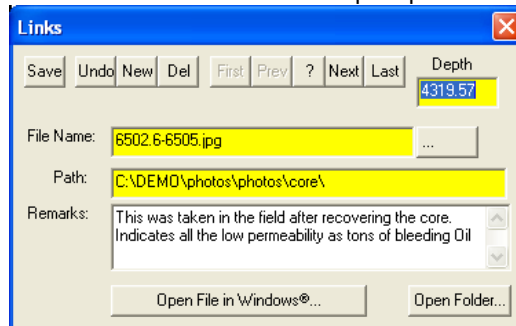 Links
Save Undo New Del First Prev ? Next Last Depth
4319.57
File Name: 6502.6-6505.jpg ...
Path: C:\DEMO\photos\photos\core\
Remarks: This was taken in the field after recovering the core.
Indicates all the low permeability as tons of bleeding Oil
Open File in Windows®... Open Folder...